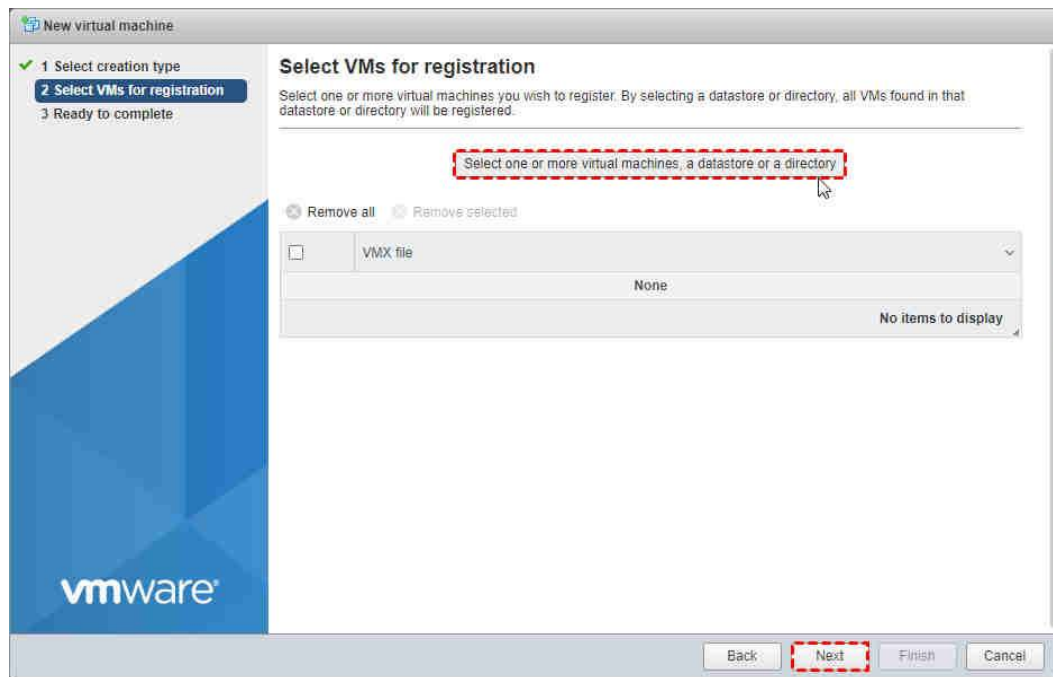 New virtual machine
1 Select creation type
2 Select VMs for registration
3 Ready to complete
Select VMs for registration
Select one or more virtual machines you wish to register. By selecting a datastore or directory, all VMs found in that
datastore or directory will be registered.
Select one or more virtual machines, a datastore or a directory
Remove all Remove selected
VMX file
None
No items to display
vmware®
Back Next Finish Cancel